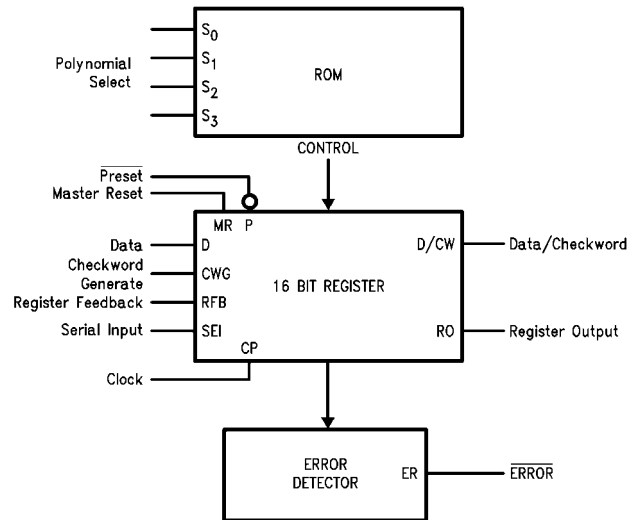 S0
S1
Polynomial
Select
S2
S3
ROM
CONTROL
Preset
Master Reset
MR P
Data
D
D/CW
Data/Checkword
Checkword
Generate
CWG
16 BIT REGISTER
Register Feedback
RFB
Serial Input
SEI
RO
Register Output
CP
Clock
ERROR
DETECTOR
ER
ERROR